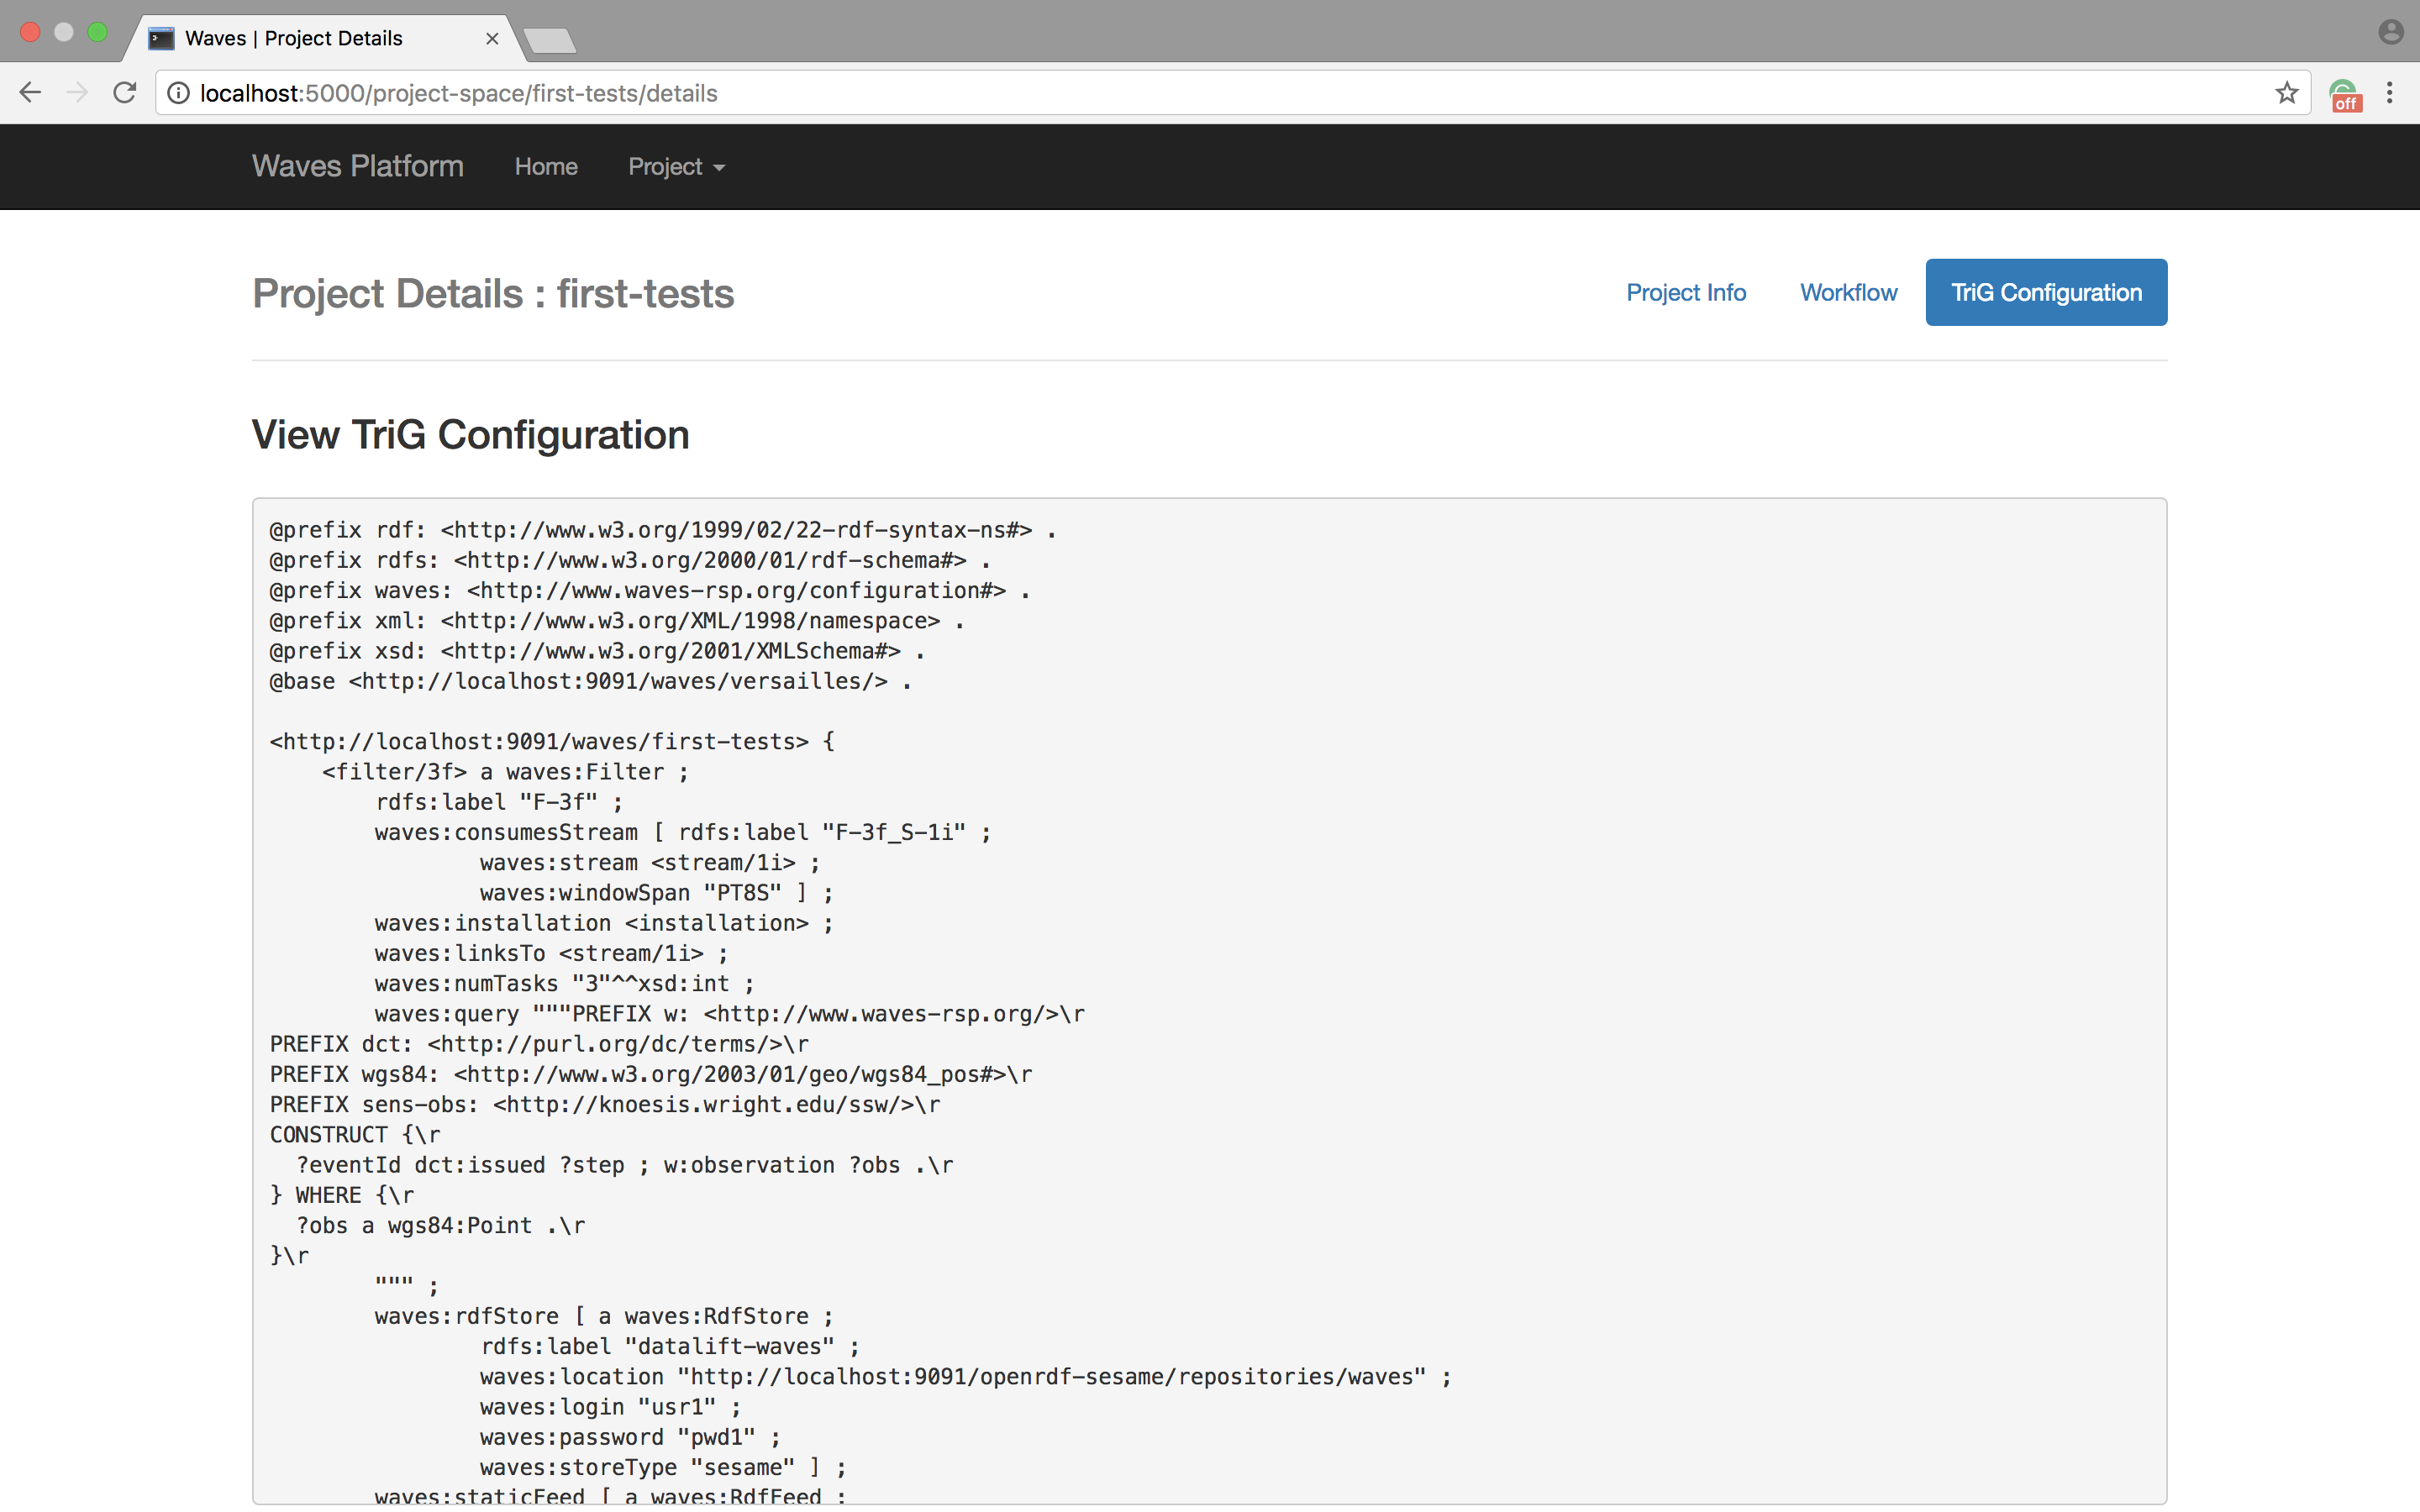 Waves | Project Details
localhost:5000/project-space/first-tests/details
off
Waves Platform Home Project
Project Details : first-tests
Project Info Workflow TriG Configuration
View TriG Configuration
@prefix rdf: <http://www.w3.org/1999/02/22-rdf-syntax-ns#> .
@prefix rdfs: <http://www.w3.org/2000/01/rdf-schema#> .
@prefix waves: <http://www.waves-rsp.org/configuration#> .
@prefix xml: <http://www.w3.org/XML/1998/namespace> .
@prefix xsd: <http://www.w3.org/2001/XMLSchema#> .
@base <http://localhost:9091/waves/versailles/> .
<http://localhost:9091/waves/first-tests> {
<filter/3f> a waves:Filter ;
rdfs:label "F-3f" ;
waves:consumesStream [ rdfs:label "F-3f_S-1i" ;
waves:stream <stream/1i> ;
waves:windowSpan "PT8S" ] ;
waves:installation <installation> ;
waves:linksTo <stream/1i> ;
waves:numTasks "3"^^xsd:int ;
waves:query """PREFIX w: <http://www.waves-rsp.org/>\r
PREFIX dct: <http://purl.org/dc/terms/>\r
PREFIX wgs84: <http://www.w3.org/2003/01/geo/wgs84_pos#>\r
PREFIX sens-obs: <http://knoesis.wright.edu/ssw/>\r
CONSTRUCT {\r
?eventId dct:issued ?step ; w:observation ?obs .\r
} WHERE {\r
?obs a wgs84:Point .\r
}\r
""" ;
waves:rdfStore [ a waves:RdfStore ;
rdfs:label "datalift-waves" ;
waves:location "http://localhost:9091/openrdf-sesame/repositories/waves" ;
waves:login "usr1" ;
waves:password "pwd1" ;
waves:storeType "sesame" ] ;
waves:staticFeed [ a waves:RdfFeed ;